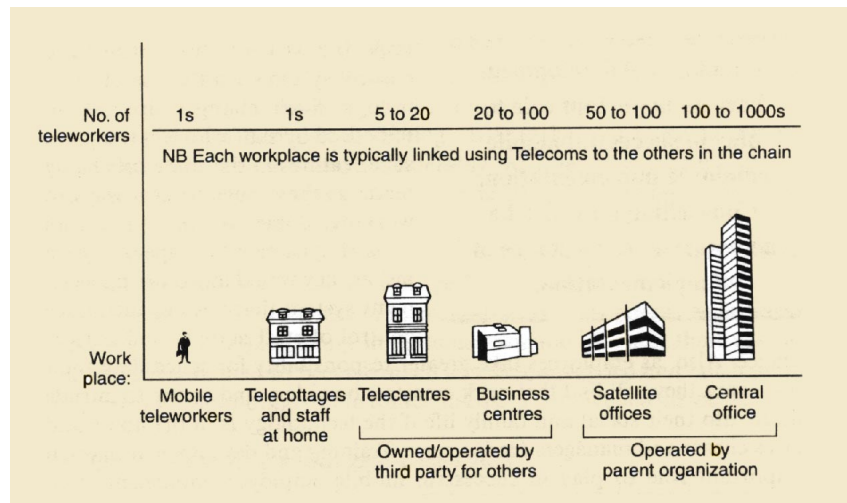 No. of
teleworkers
1s 1s 5 to 20 20 to 100 50 to 100 100 to 1000s
NB Each workplace is typically linked using Telecoms to the others in the chain
Work
place:
Mobile
teleworkers
Telecottages
and staff
at home
Telecentres
Business
centres
Satellite
offices
Central
office
Owned/operated by
third party for others
Operated by
parent organization